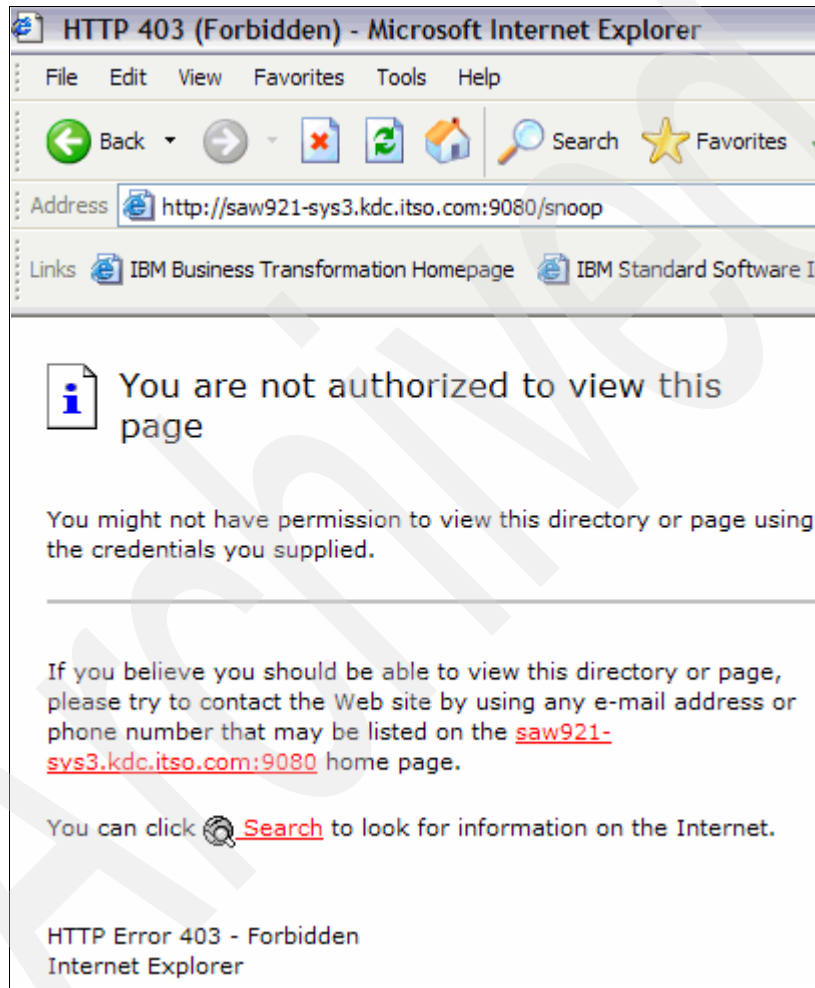 HTTP 403 (Forbidden) - Microsoft Internet Explorer
File Edit View Favorites Tools Help
Back Search Favorites
Address http://saw921-sys3.kdc.itso.com:9080/snoop
Links IBM Business Transformation Homepage IBM Standard Software I
You are not authorized to view this
page
You might not have permission to view this directory or page using
the credentials you supplied.
If you believe you should be able to view this directory or page,
please try to contact the Web site by using any e-mail address or
phone number that may be listed on the saw921-
sys3.kdc.itso.com:9080 home page.
You can click Search to look for information on the Internet.
HTTP Error 403 - Forbidden
Internet Explorer
Archived